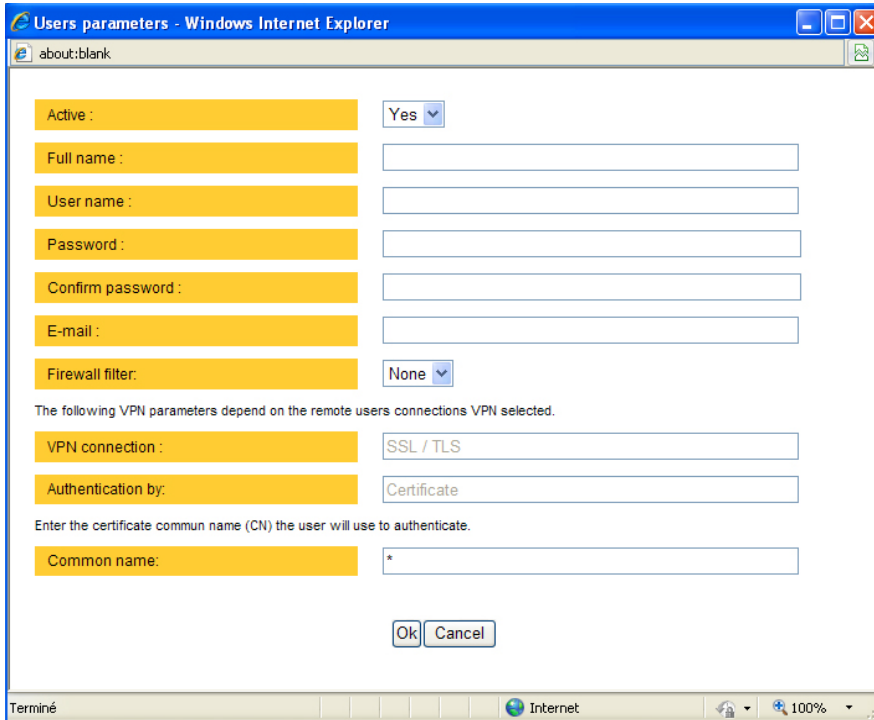 Users parameters - Windows Internet Explorer
about:blank
Active : Yes
Full name :
User name :
Password :
Confirm password :
E-mail :
Firewall filter: None
The following VPN parameters depend on the remote users connections VPN selected.
VPN connection : SSL / TLS
Authentication by: Certificate
Enter the certificate commun name (CN) the user will use to authenticate.
Common name: *
Ok Cancel
Terminé Internet 100%